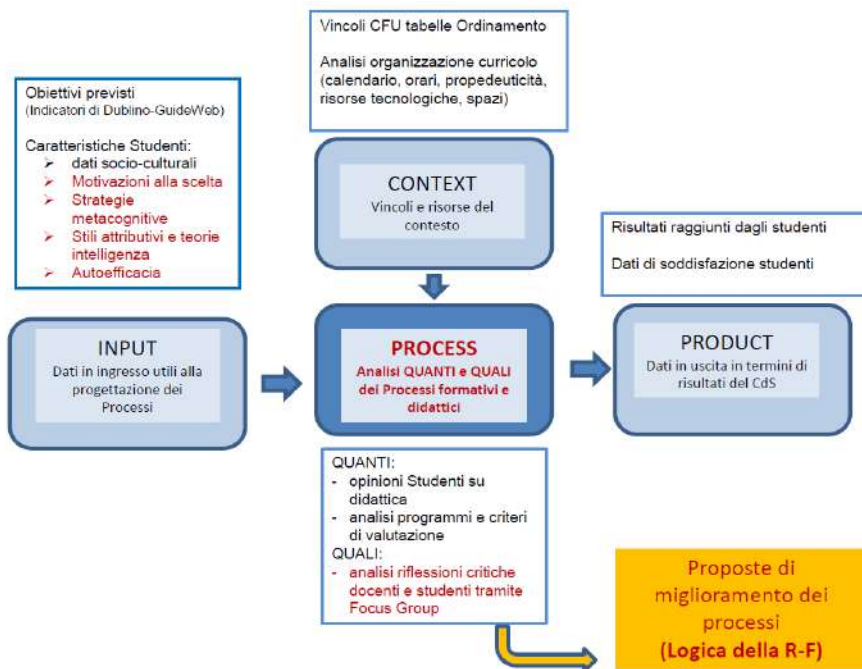 Vincoli CFU tabelle Ordinamento
Analisi organizzazione curricolo
(calendario, orari, propedeuticità,
risorse tecnologiche, spazi)
Obiettivi previsti
(Indicatori di Dublino-GuideWeb)
Caratteristiche Studenti:
➢ dati socio-culturali
➢ Motivazioni alla scelta
➢ Strategie
metacognitive
➢ Stili attributivi e teorie
intelligenza
➢ Autoefficacia
CONTEXT
Vincoli e risorse del
contesto
Risultati raggiunti dagli studenti
Dati di soddisfazione studenti
INPUT
Dati in ingresso utili alla
progettazione dei
Processi
PROCESS
Analisi QUANTI e QUALI
dei Processi formativi e
didattici
PRODUCT
Dati in uscita in termini di
risultati del CdS
QUANTI:
- opinioni Studenti su
didattica
- analisi programmi e criteri
di valutazione
QUALI:
- analisi riflessioni critiche
docenti e studenti tramite
Focus Group
Proposte di
miglioramento dei
processi
(Logica della R-F)